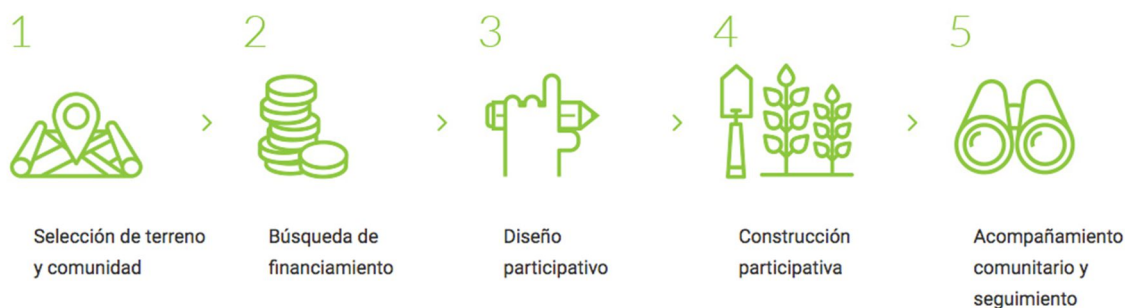 1
2
3
4
5
Selección de terreno
y comunidad
Búsqueda de
financiamiento
Diseño
participativo
Construcción
participativa
Acompañamiento
comunitario y
seguimiento